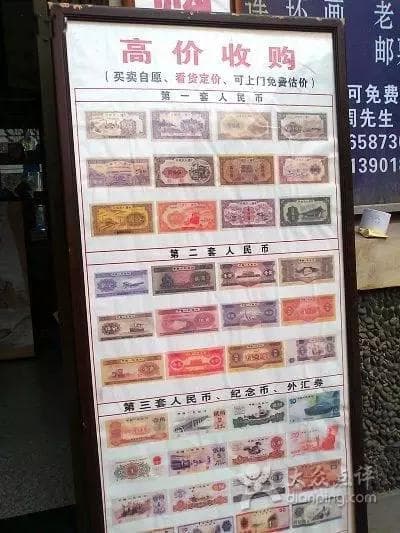 连环画 老
邮票
高价收购
(买卖自愿、看货定价、可上门免费估价)
可免费
周先生
65873
13901
第一套人民币
第二套人民币
第三套人民币、纪念币、外汇券
大众点评
dianping.com